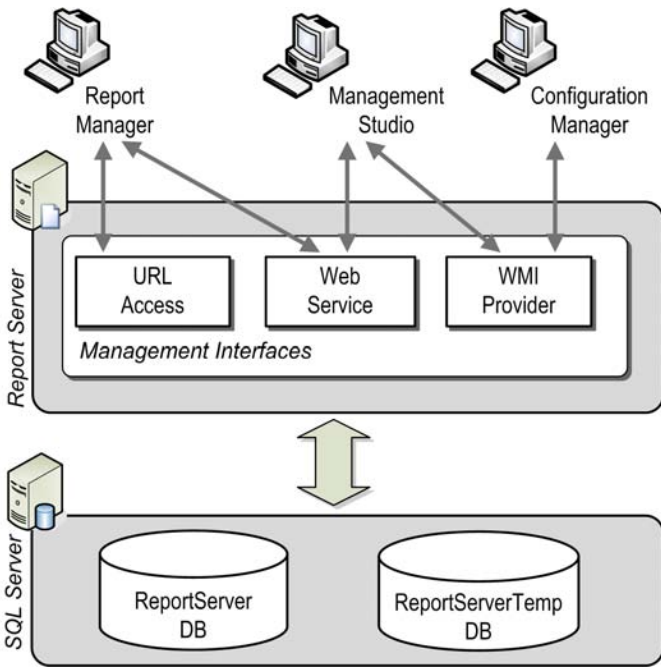 Report
Manager
Management
Studio
Configuration
Manager
Report Server
URL
Access
Web
Service
WMI
Provider
Management Interfaces
SQL Server
ReportServer
DB
ReportServerTemp
DB